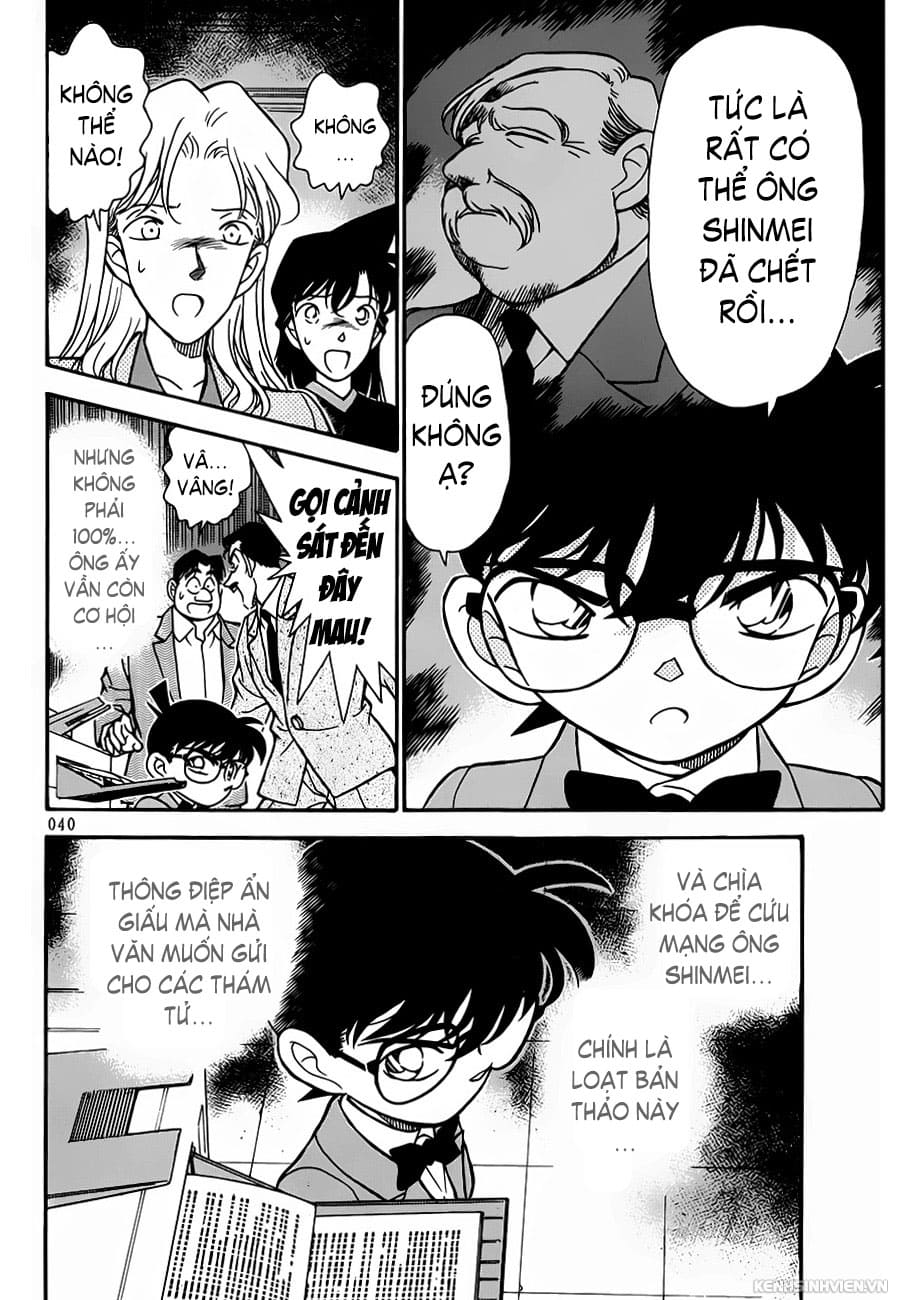 TỨC LÀ
RẤT CÓ
THỂ ÔNG
SHINMEI
ĐÃ CHẾT
RỒI...
ĐÚNG
KHÔNG
Ạ?
KHÔNG
...
KHÔNG
THỂ
NÀO!
GỌI CẢNH
SÁT ĐẾN
ĐÂY
MAU!
VÂ...
VÂNG!
NHƯNG
KHÔNG
PHẢI
100%...
ÔNG ẤY
VẪN CÒN
CƠ HỘI
...
040
THÔNG ĐIỆP ẨN
GIẤU MÀ NHÀ
VĂN MUỐN GỬI
CHO CÁC THÁM
TỬ...
VÀ CHÌA
KHÓA ĐỂ CỨU
MẠNG ÔNG
SHINMEI...
CHÍNH LÀ
LOẠT BẢN
THẢO NÀY
...
KENHSINHVIEN.VN